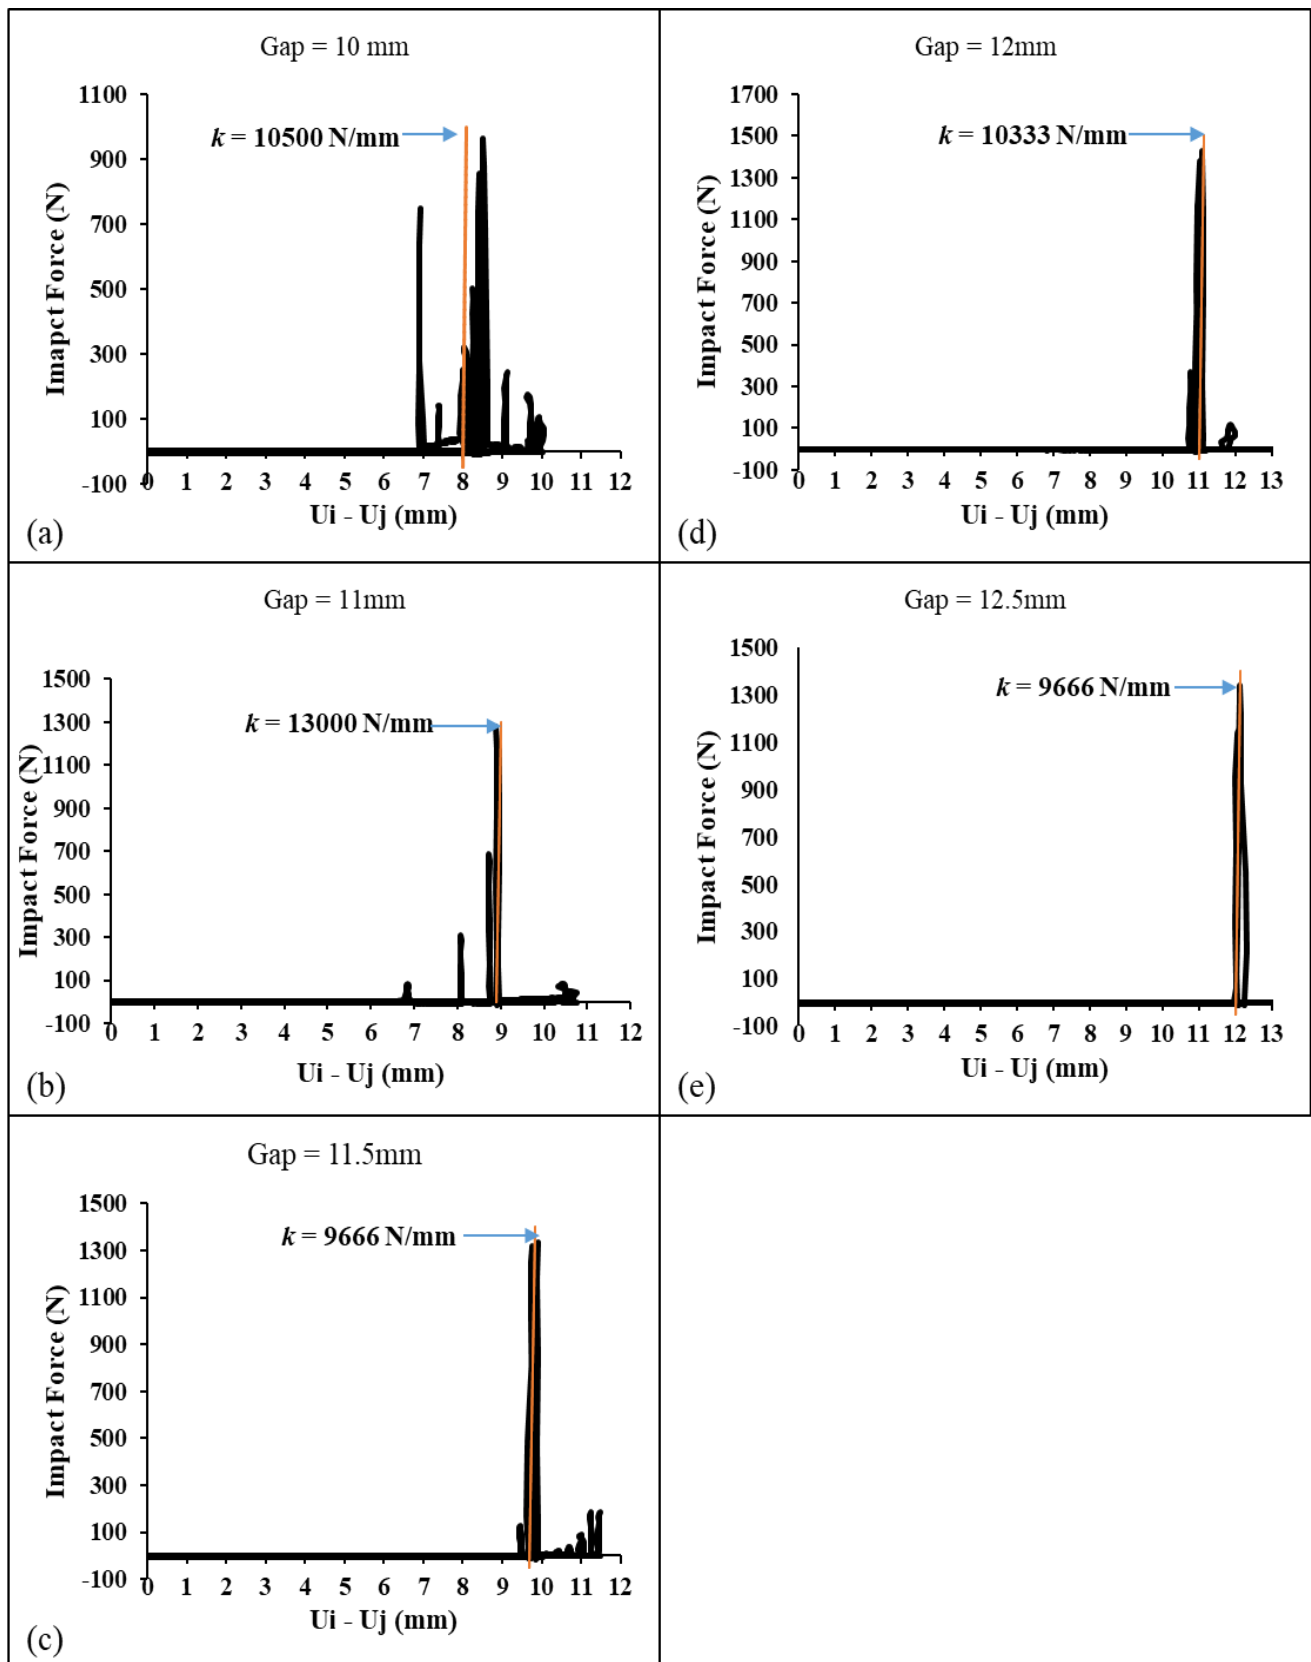 Gap = 10 mm
1100
900
700
500
300
100
-100
k = 10500 N/mm
Imapct Force (N)
0 1 2 3 4 5 6 7 8 9 10 11 12
Ui - Uj (mm)
(a)
Gap = 12mm
1700
1500
1300
1100
900
700
500
300
100
-100
k = 10333 N/mm
Impact Force (N)
0 1 2 3 4 5 6 7 8 9 10 11 12 13
Ui - Uj (mm)
(d)
Gap = 11mm
1500
1300
1100
900
700
500
300
100
-100
k = 13000 N/mm
Impact Force (N)
0 1 2 3 4 5 6 7 8 9 10 11 12
Ui - Uj (mm)
(b)
Gap = 12.5mm
1500
1300
1100
900
700
500
300
100
-100
k = 9666 N/mm
Impact Force (N)
0 1 2 3 4 5 6 7 8 9 10 11 12 13
Ui - Uj (mm)
(e)
Gap = 11.5mm
1500
1300
1100
900
700
500
300
100
-100
k = 9666 N/mm
Impact Force (N)
0 1 2 3 4 5 6 7 8 9 10 11 12
Ui - Uj (mm)
(c)